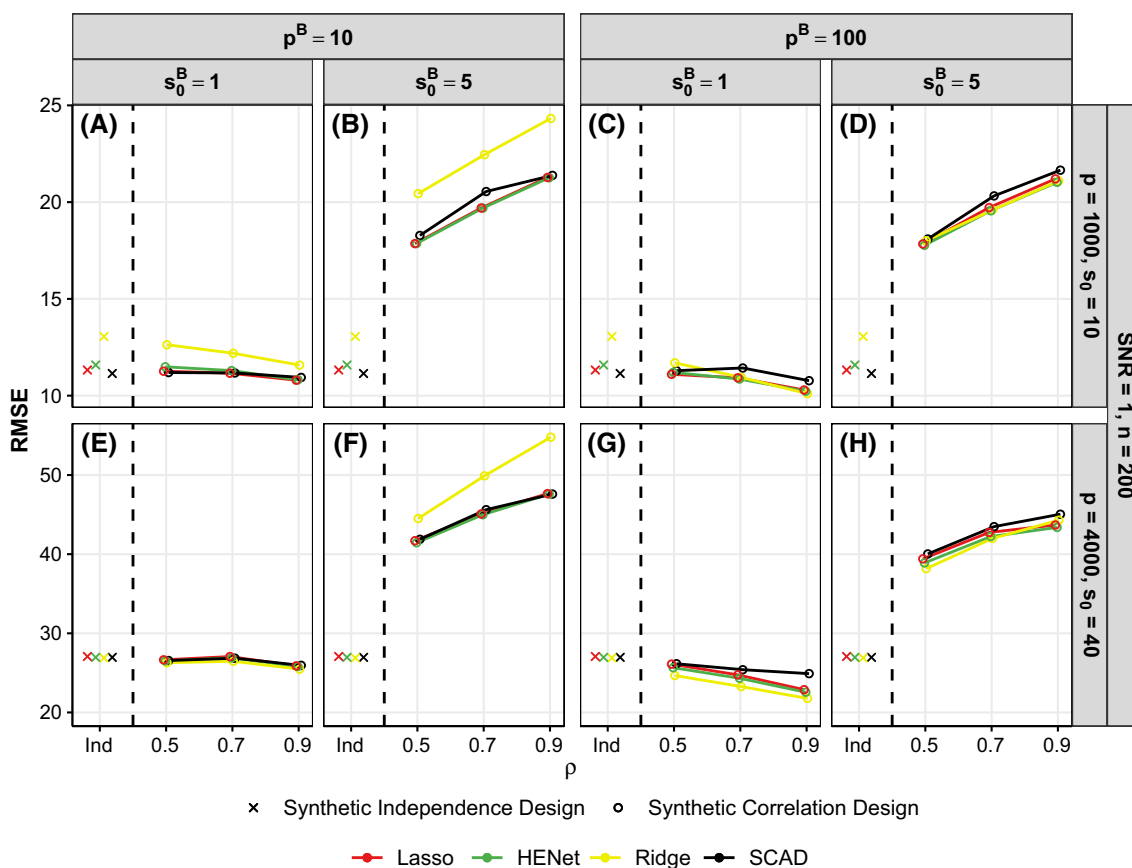 p^B = 10
p^B = 100
s_0^B = 1
s_0^B = 5
s_0^B = 1
s_0^B = 5
(A)
(B)
(C)
(D)
25
20
15
10
p = 1000, s_0 = 10
SNR = 1, n = 200
RMSE
(E)
(F)
(G)
(H)
50
40
30
20
p = 4000, s_0 = 40
Ind 0.5 0.7 0.9
Ind 0.5 0.7 0.9
Ind 0.5 0.7 0.9
Ind 0.5 0.7 0.9
ρ
Synthetic Independence Design
Synthetic Correlation Design
Lasso
HENet
Ridge
SCAD